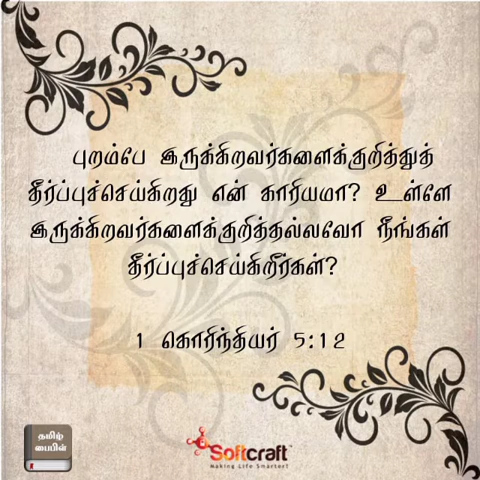 புறம்பே இருக்கிறவர்களைக்குறித்துத்
தீர்ப்புச்செய்கிறது என் காரியமா? உள்ளே
இருக்கிறவர்களைக்குறித்தல்லவோ நீங்கள்
தீர்ப்புச்செய்கிறீர்கள்?
1 கொரிந்தியர் 5:12
தமிழ்
பைபிள்
Softcraft™
Making Life Smarter!